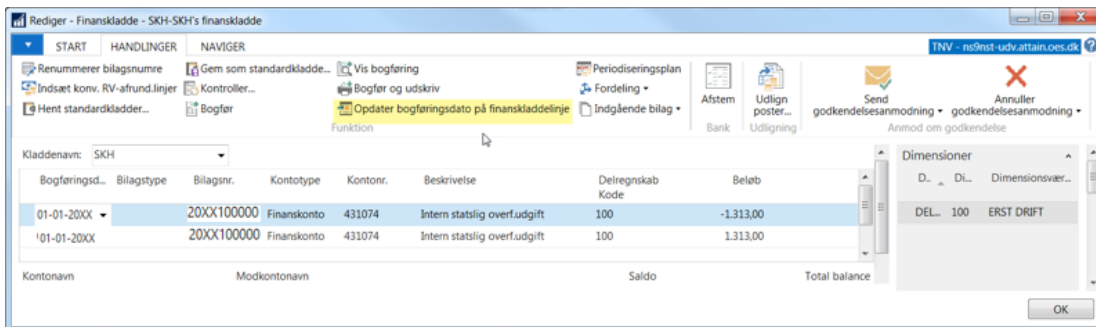 Rediger - Finanskladde - SKH-SKH's finanskladde
START HANDLINGER NAVIGER TNV - ns9nst-udv.attain.oes.dk
Renummerer bilagsnumre Gem som standardkladde... Vis bogføring Periodiseringsplan
Indsæt konv. RV-afrund.linjer Kontroller... Bogfør og udskriv Fordeling
Hent standardkladder... Bogfør Opdater bogføringsdato på finanskladdelinje Indgående bilag
Afstem Udlign poster... Send godkendelsesanmodning Annuller godkendelsesanmodning
Funktion Bank Udligning Anmod om godkendelse
Kladdenavn: SKH Dimensioner
Bogføringsd... Bilagstype Bilagsnr. Kontotype Kontonr. Beskrivelse Delregnskab Kode Beløb D.. Di... Dimensionsvær...
01-01-20XX 20XX100000 Finanskonto 431074 Intern statslig overf.udgift 100 -1.313,00 DEL... 100 ERST DRIFT
01-01-20XX 20XX100000 Finanskonto 431074 Intern statslig overf.udgift 100 1.313,00
Kontonavn Modkontonavn Saldo Total balance
OK